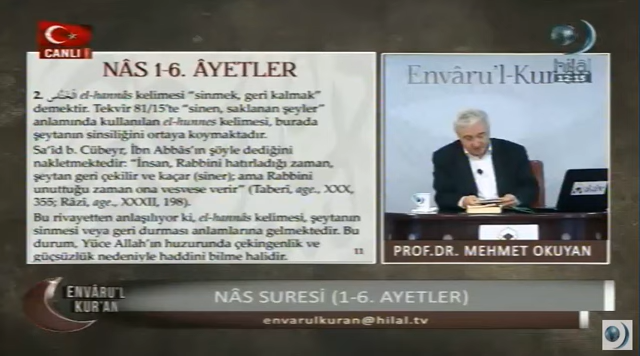 CANLI
NÂS 1-6. ÂYETLER
2. خَنَّاسٌ el-hannâs kelimesi “sinmek, geri kalmak”
demektir. Tekvir 81/15’te “sinen, saklanan şeyler”
anlamında kullanılan el-hunnes kelimesi, burada
şeytanın sinsiliğini ortaya koymaktadır.
Sa’îd b. Cübeyr, İbn Abbâs’ın şöyle dediğini
nakletmektedir: “İnsan, Rabbini hatırladığı zaman,
şeytan geri çekilir ve kaçar (siner); ama Rabbini
unuttuğu zaman ona vesvese verir” (Taberî, age., XXX,
355; Râzî, age., XXXII, 198).
Bu rivayetten anlaşılıyor ki, el-hannâs kelimesi, şeytanın
sinmesi veya geri durması anlamlarına gelmektedir. Bu
durum, Yüce Allah’ın huzurunda çekingenlik ve
güçsüzlük nedeniyle haddini bilme halidir.
11
hilal
Envâru'l-Kur
PROF.DR. MEHMET OKUYAN
ENVÂRU'L
KUR'AN
NÂS SURESİ (1-6. AYETLER)
envarulkuran@hilal.tv